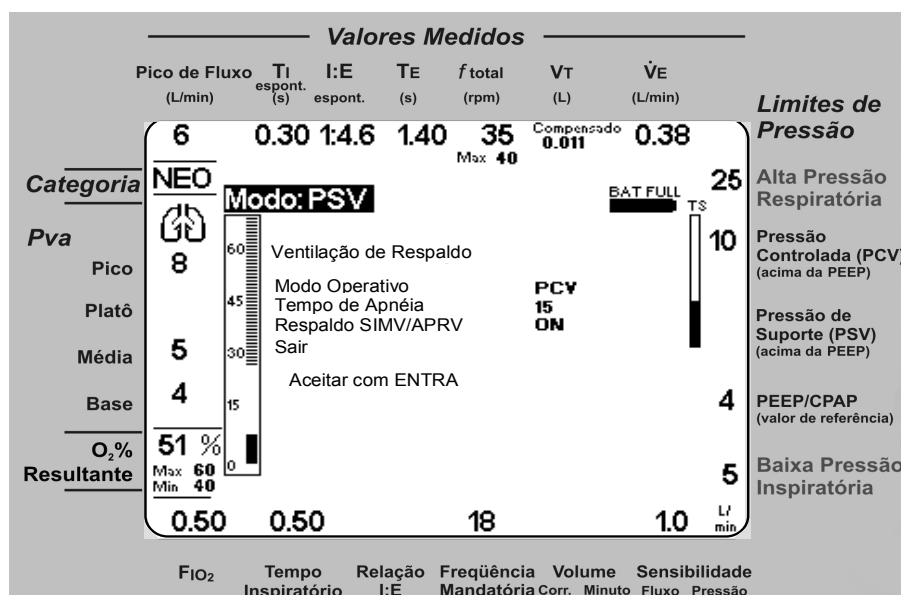 Valores Medidos
Pico de Fluxo TI I:E TE f total VT V̇E
espont.
(L/min) (s) espont. (s) (rpm) (L) (L/min)
Limites de
Pressão
6 0.30 1:4.6 1.40 35 Compensado 0.38
0.011
Max 40
Categoria
NEO
Modo: PSV
BAT FULL
TS
25
Alta Pressão
Respiratória
Pva
Pico
8
60
Ventilação de Respaldo
10
Pressão
Controlada (PCV)
(acima da PEEP)
Modo Operativo PCV
Platô
45
Tempo de Apnéia 15
Respaldo SIMV/APRV ON
Pressão de
Suporte (PSV)
(acima da PEEP)
Média
5
30
Sair
Aceitar com ENTRA
Base
4
15
4
PEEP/CPAP
(valor de referência)
O2%
Resultante
51 %
Max 60
Min 40
0
5
Baixa Pressão
Inspiratória
0.50 0.50 18 1.0 L/
min
FIO2 Tempo Relação Freqüência Volume Sensibilidade
Inspiratório I:E Mandatória Corr. Minuto Fluxo Pressão